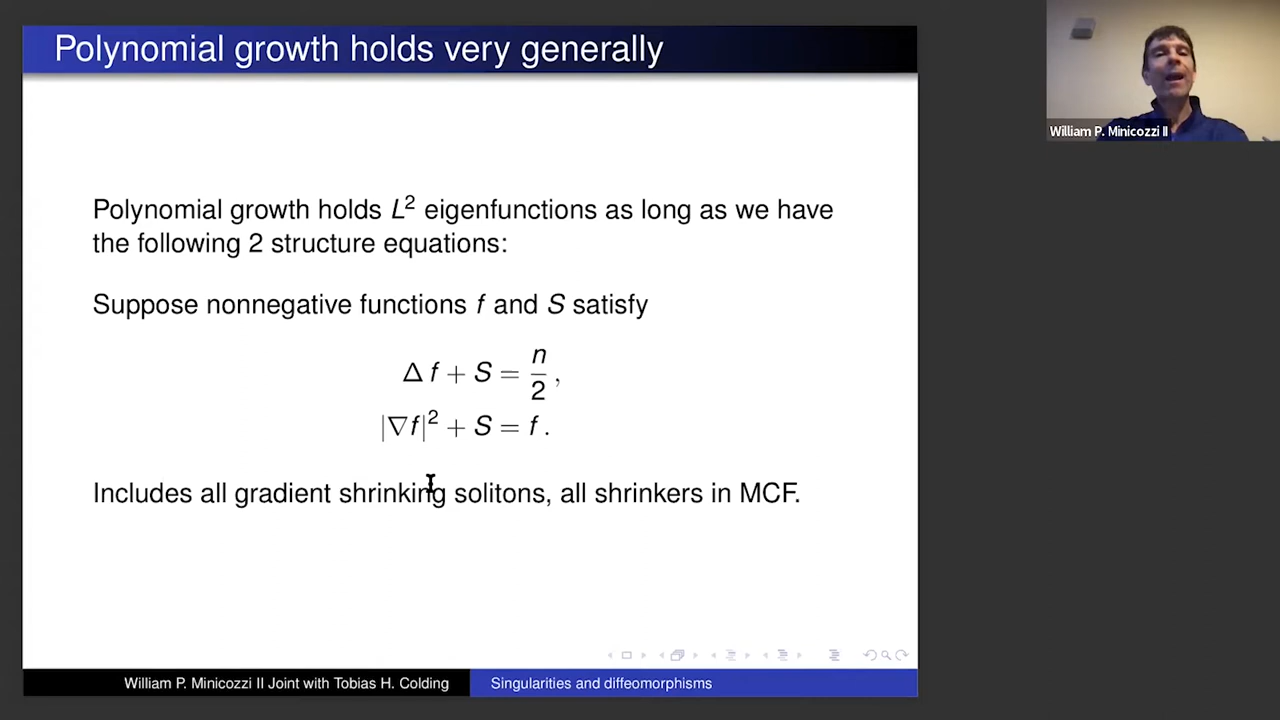 Polynomial growth holds very generally
William P. Minicozzi II
Polynomial growth holds L² eigenfunctions as long as we have
the following 2 structure equations:
Suppose nonnegative functions f and S satisfy
Δ f + S = n/2 ,
|∇f|² + S = f .
Includes all gradient shrinking solitons, all shrinkers in MCF.
William P. Minicozzi II Joint with Tobias H. Colding
Singularities and diffeomorphisms